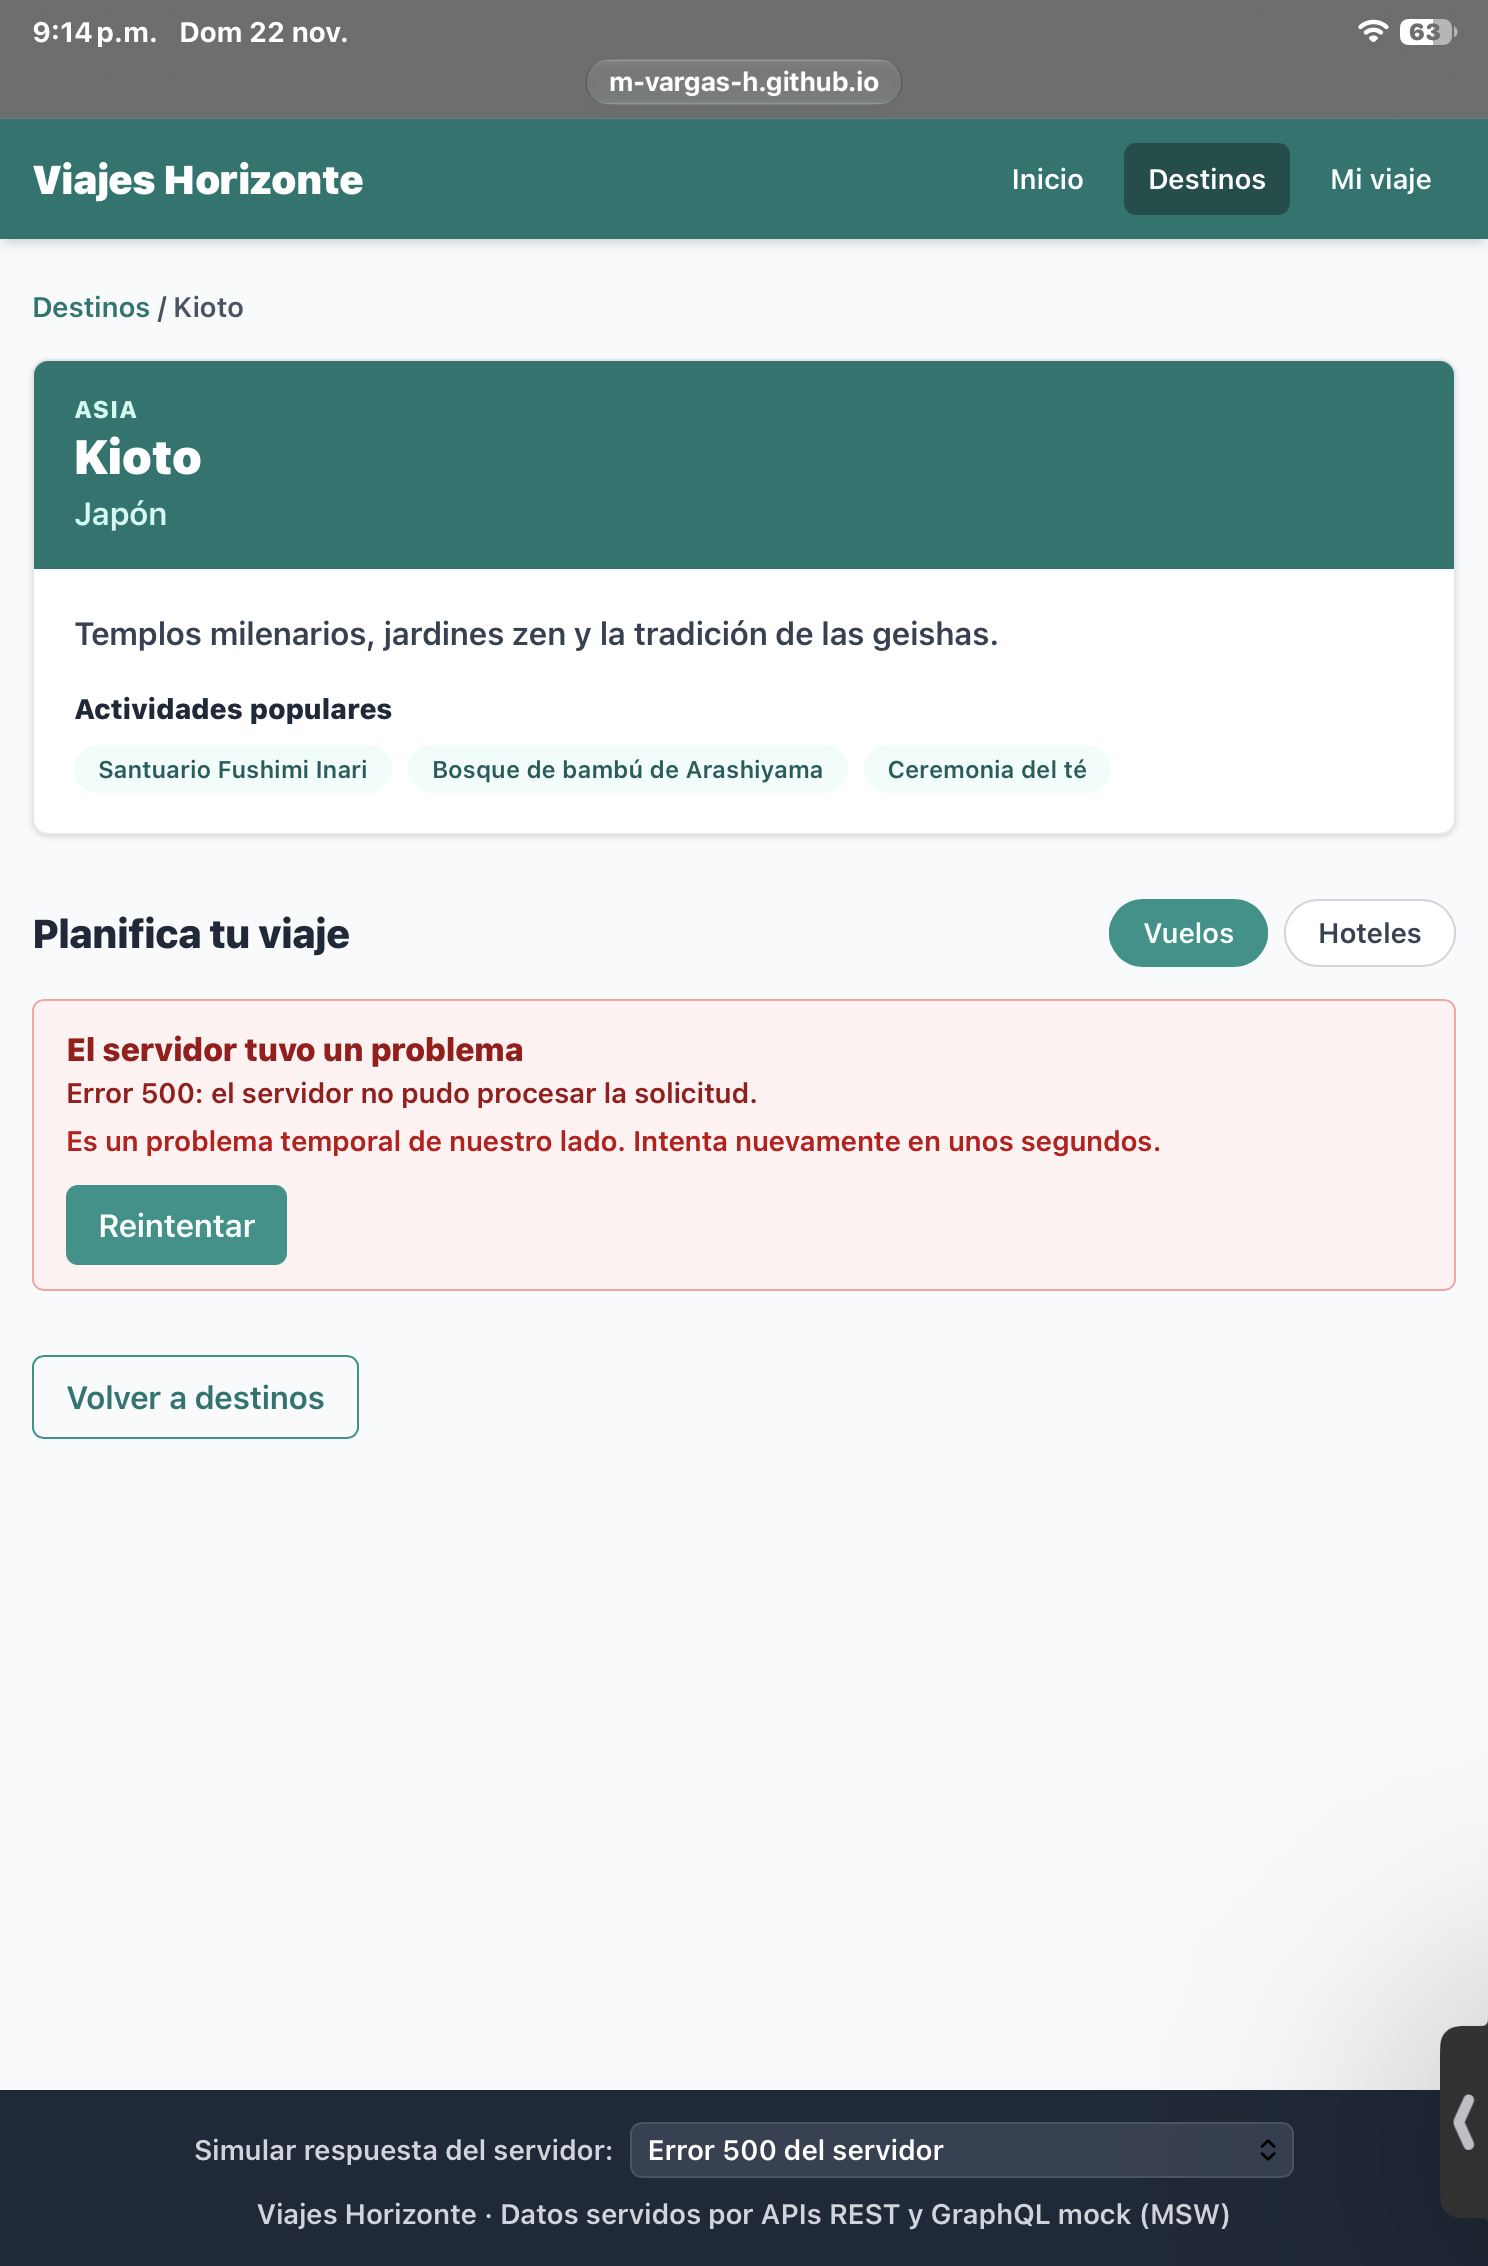 9:14 p.m. Dom 22 nov.
63
m-vargas-h.github.io
Viajes Horizonte
Inicio
Destinos
Mi viaje
Destinos / Kioto
ASIA
Kioto
Japón
Templos milenarios, jardines zen y la tradición de las geishas.
Actividades populares
Santuario Fushimi Inari
Bosque de bambú de Arashiyama
Ceremonia del té
Planifica tu viaje
Vuelos
Hoteles
El servidor tuvo un problema
Error 500: el servidor no pudo procesar la solicitud.
Es un problema temporal de nuestro lado. Intenta nuevamente en unos segundos.
Reintentar
Volver a destinos
Simular respuesta del servidor:
Error 500 del servidor
Viajes Horizonte · Datos servidos por APIs REST y GraphQL mock (MSW)